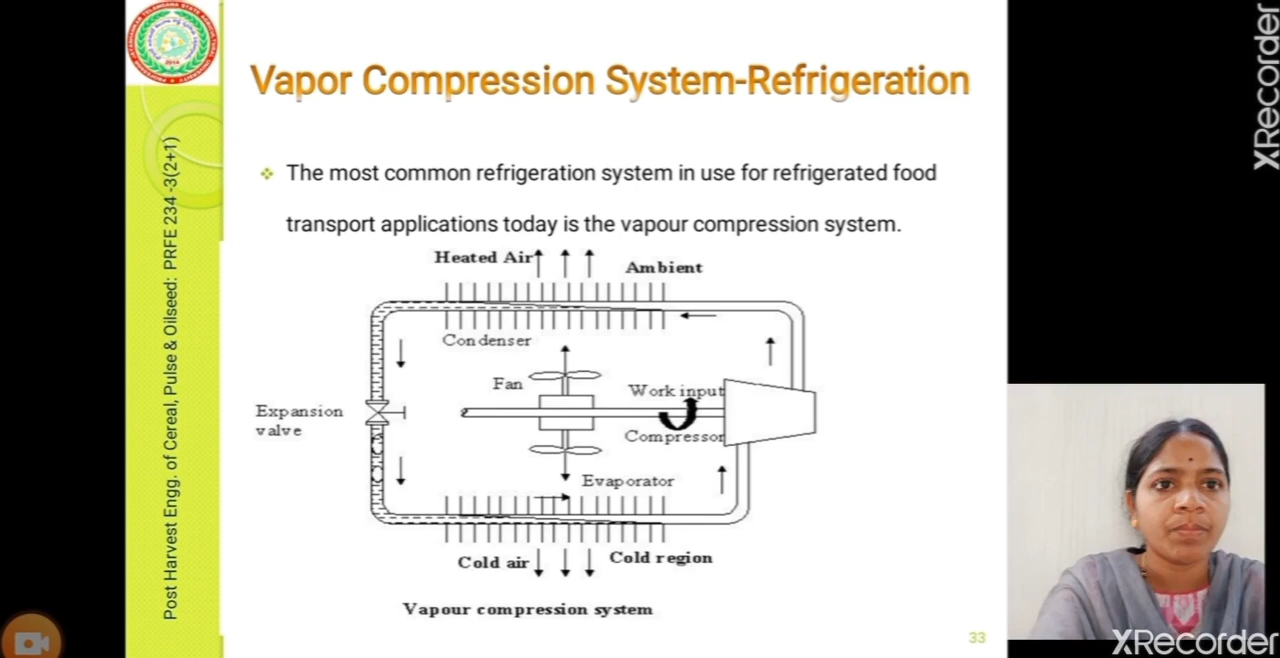 Vapor Compression System-Refrigeration
The most common refrigeration system in use for refrigerated food
transport applications today is the vapour compression system.
Heated Air
Ambient
Condenser
Fan
Work input
Expansion
valve
Compressor
Evaporator
Cold air
Cold region
Vapour compression system
33
Post Harvest Engg. of Cereal, Pulse & Oilseed: PRFE 234 -3(2+1)
2014
XRecorder
XRecorder